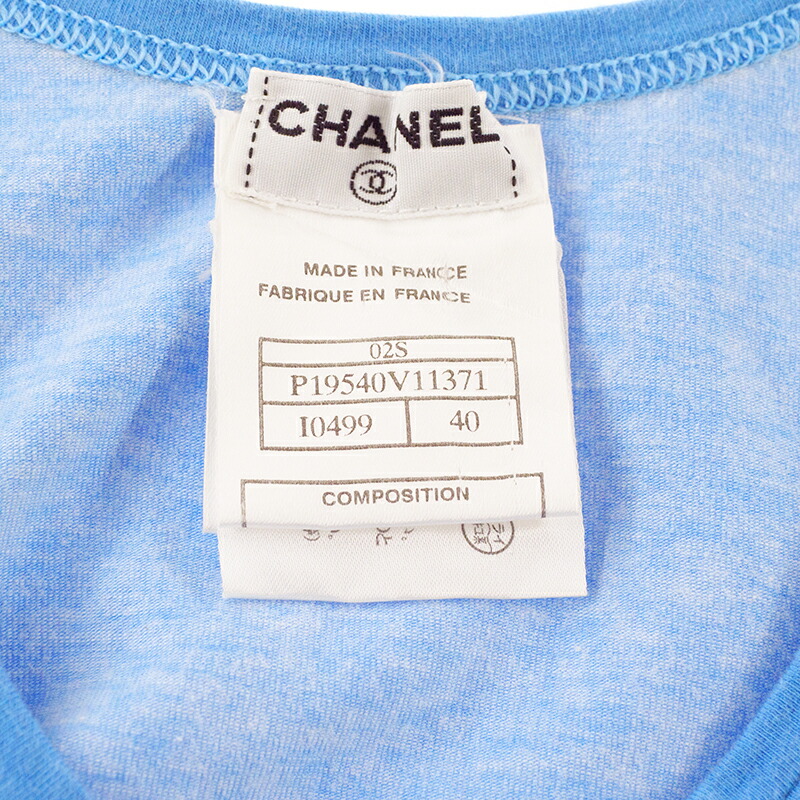 CHANEL
MADE IN FRANCE
FABRIQUE EN FRANCE
02S
P19540V11371
I0499 40
COMPOSITION